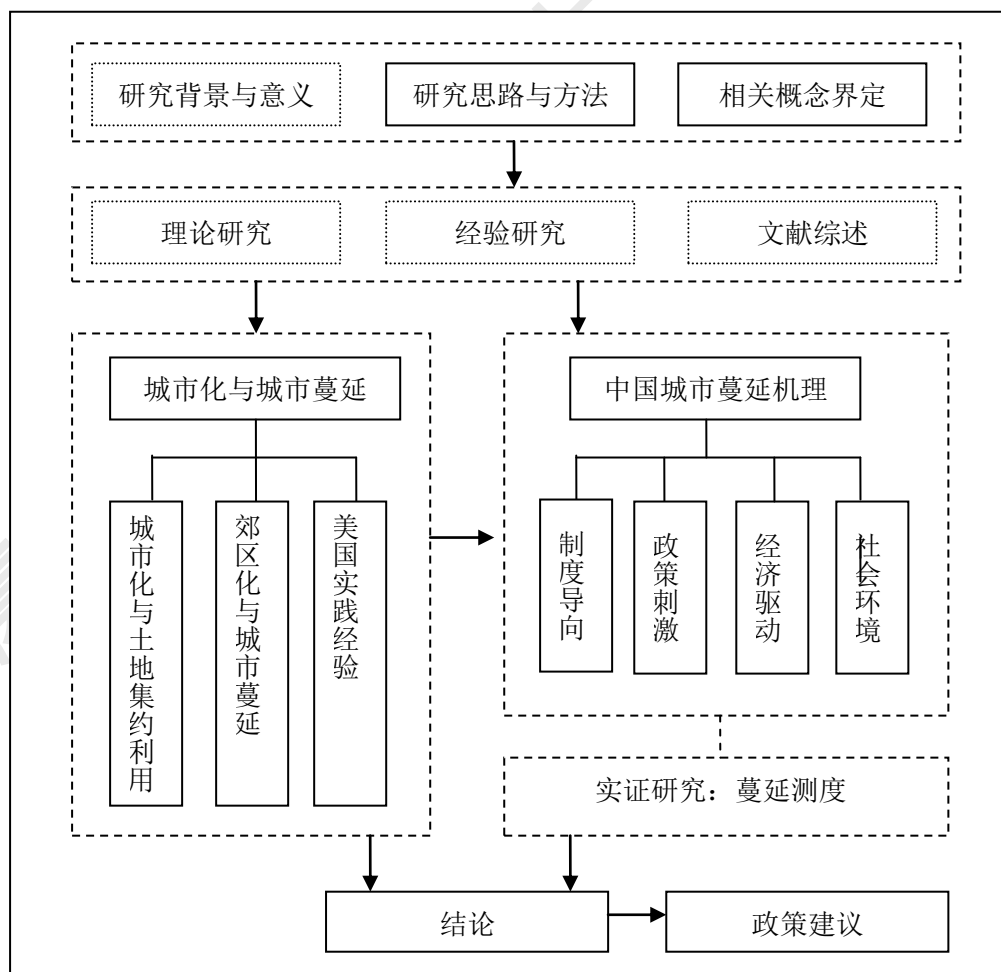 研究背景与意义
研究思路与方法
相关概念界定
理论研究
经验研究
文献综述
城市化与城市蔓延
中国城市蔓延机理
城市化与土地集约利用
郊区化与城市蔓延
美国实践经验
制度导向
政策刺激
经济驱动
社会环境
实证研究：蔓延测度
结论
政策建议